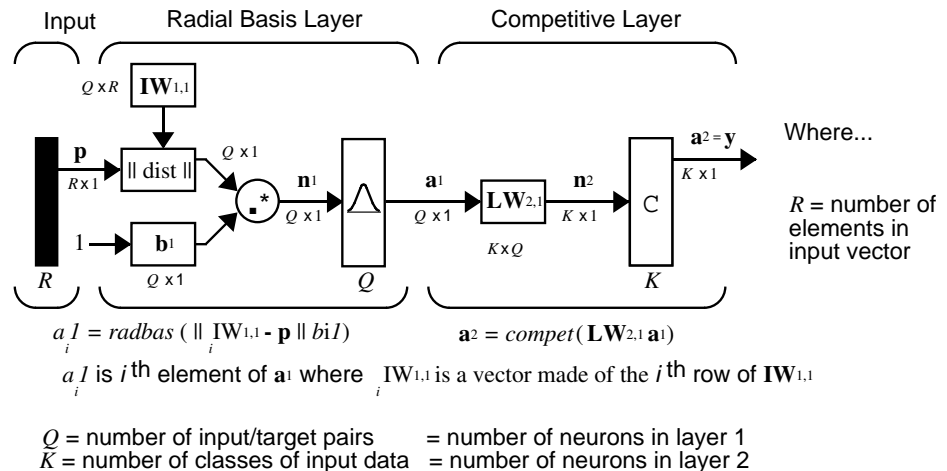 Input Radial Basis Layer Competitive Layer
Q x R IW1,1
p
R x 1
|| dist ||
Q x 1
.*
n1
Q x 1
a1
Q x 1
LW2,1
K x Q
n2
K x 1
C
a2 = y
K x 1
1
b1
Q x 1
R Q K
Where...
R = number of
elements in
input vector
ai1 = radbas ( || iIW1,1 - p || bi1)
a2 = compet ( LW2,1 a1)
ai1 is i th element of a1 where iIW1,1 is a vector made of the i th row of IW1,1
Q = number of input/target pairs = number of neurons in layer 1
K = number of classes of input data = number of neurons in layer 2